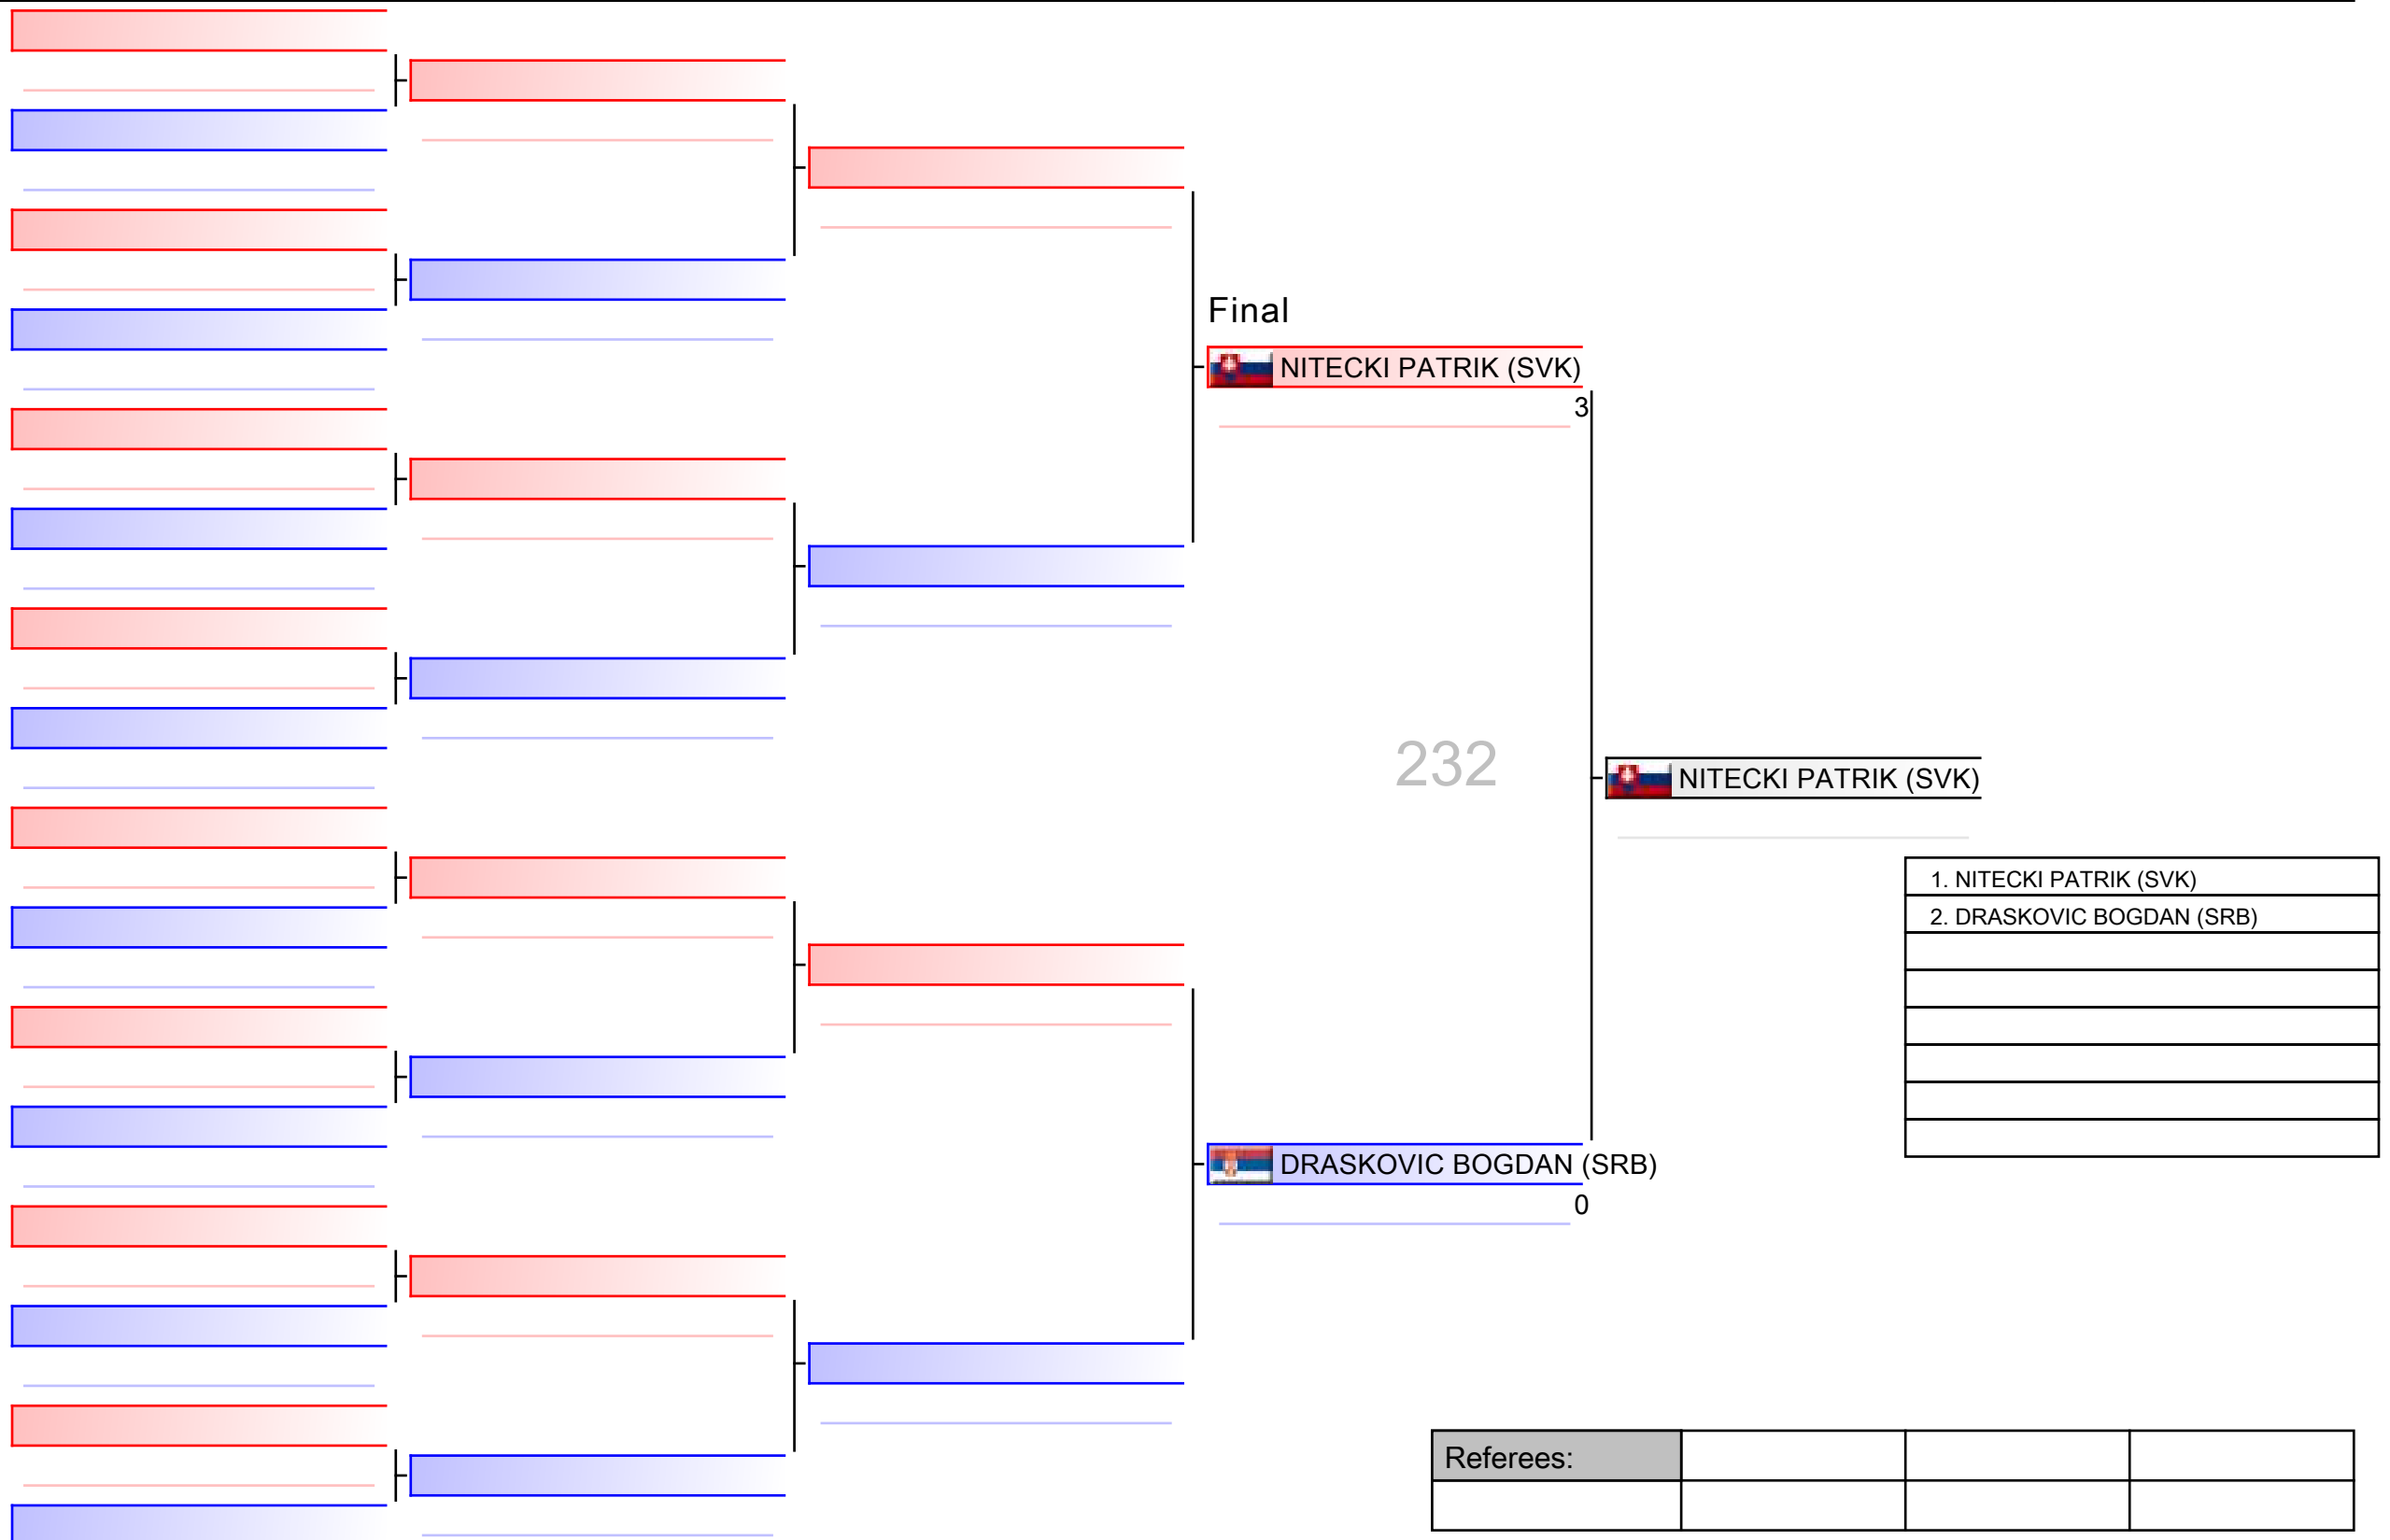 Final
NITECKI PATRIK (SVK)
3
232
NITECKI PATRIK (SVK)
1. NITECKI PATRIK (SVK)
2. DRASKOVIC BOGDAN (SRB)
DRASKOVIC BOGDAN (SRB)
0
Referees: